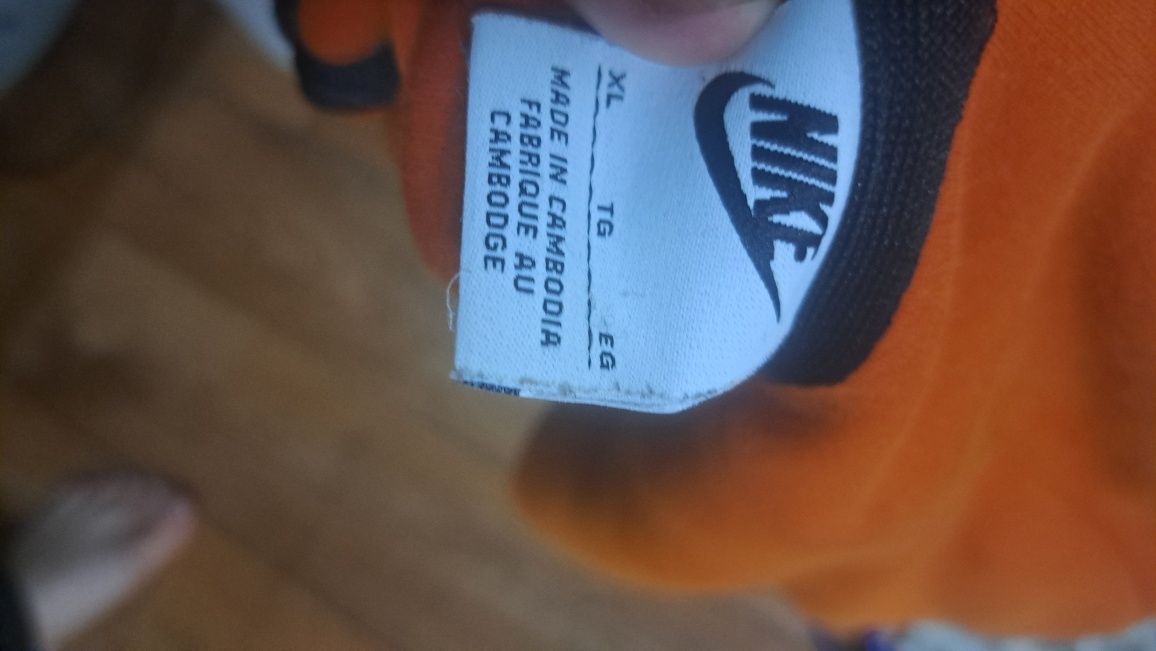 NIKE
XL TG EG
MADE IN CAMBODIA
FABRIQUE AU
CAMBODGE